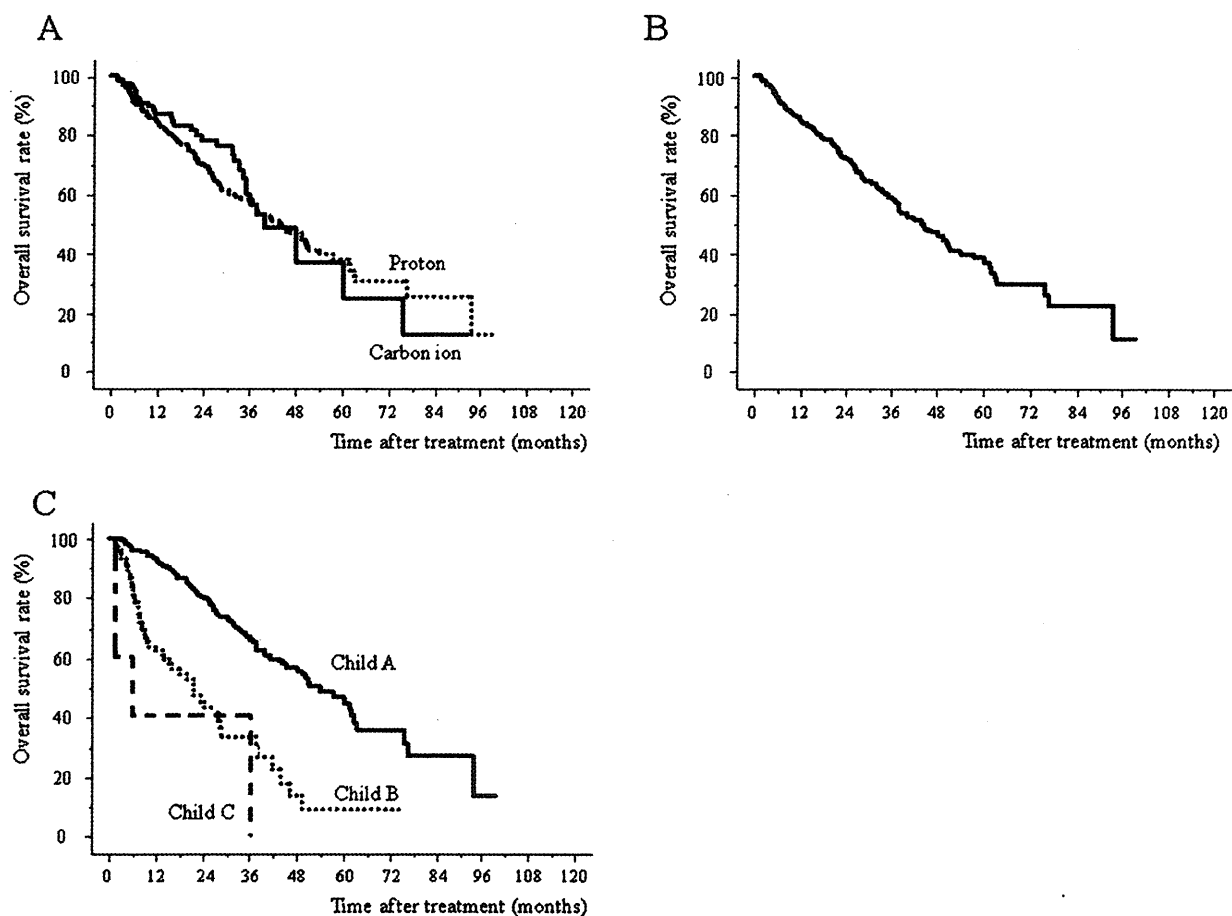 A
Overall survival rate (%)
100
80
60
40
20
0
Proton
Carbon ion
0 12 24 36 48 60 72 84 96 108 120
Time after treatment (months)
B
Overall survival rate (%)
100
80
60
40
20
0
0 12 24 36 48 60 72 84 96 108 120
Time after treatment (months)
C
Overall survival rate (%)
100
80
60
40
20
0
Child A
Child B
Child C
0 12 24 36 48 60 72 84 96 108 120
Time after treatment (months)